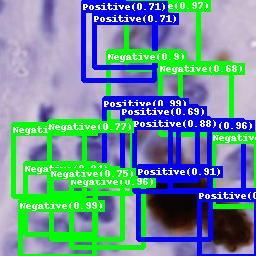 Positive(0.71)
e(0.97)
Positive(0.71)
Negative(0.9)
Negative(0.68)
Positive(0.99)
Positive(0.69)
Positive(0.88)
(0.96)
Negative(0.77)
Negati
Negative
Negative(0.75)
Negative(0.96)
Positive(0.91)
Positive(0
Negative(0.99)